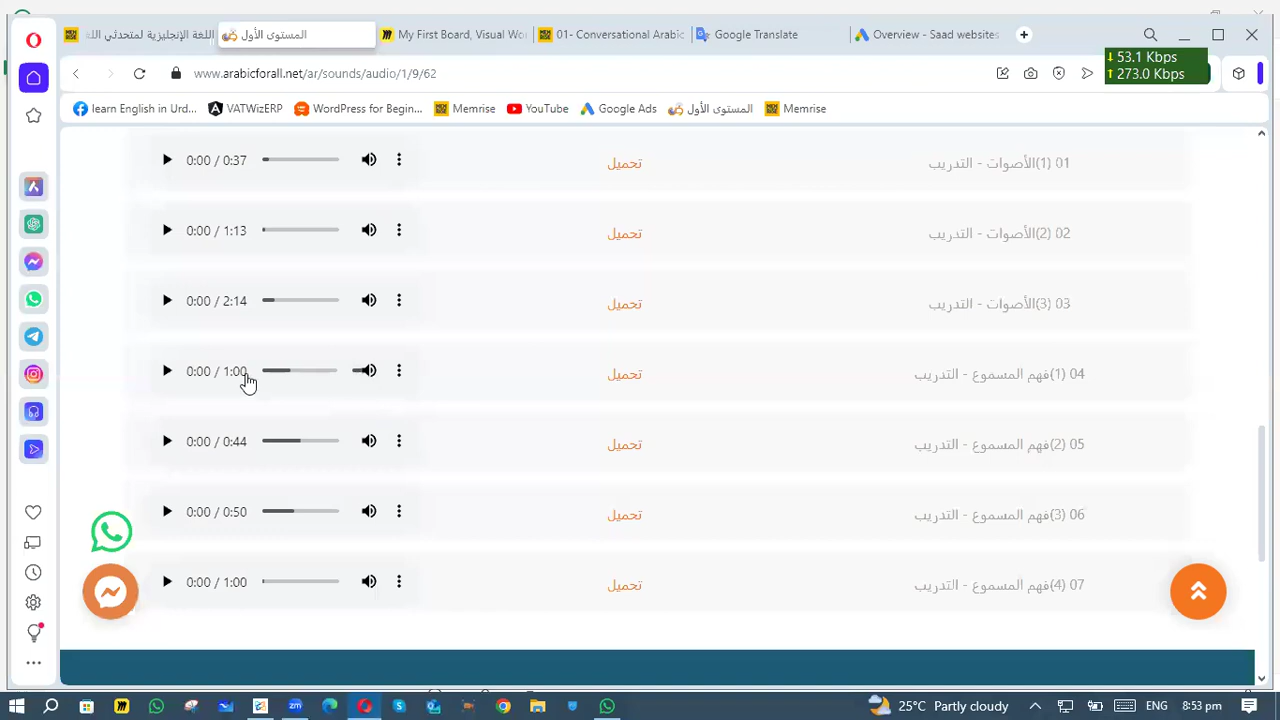 اللغة الإنجليزية لمتحدثي اللغ
المستوى الأول
My First Board, Visual Wo
01- Conversational Arabic
Google Translate
Overview - Saad websites
53.1 Kbps
273.0 Kbps
www.arabicforall.net/ar/sounds/audio/1/9/62
learn English in Urd...
VATWizERP
WordPress for Begin...
Memrise
YouTube
Google Ads
المستوى الأول
Memrise
0:00 / 0:37
تحميل
01 (1)الأصوات - التدريب
0:00 / 1:13
تحميل
02 (2)الأصوات - التدريب
0:00 / 2:14
تحميل
03 (3)الأصوات - التدريب
0:00 / 1:00
تحميل
04 (1)فهم المسموع - التدريب
0:00 / 0:44
تحميل
05 (2)فهم المسموع - التدريب
0:00 / 0:50
تحميل
06 (3)فهم المسموع - التدريب
0:00 / 1:00
تحميل
07 (4)فهم المسموع - التدريب
25°C Partly cloudy
ENG
8:53 pm